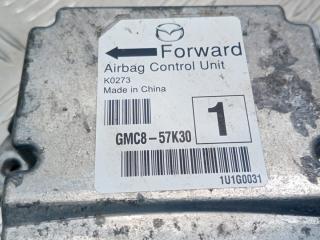 Forward
Airbag Control Unit
K0273
Made in China
GMC8-57K30
1
1U1G0031